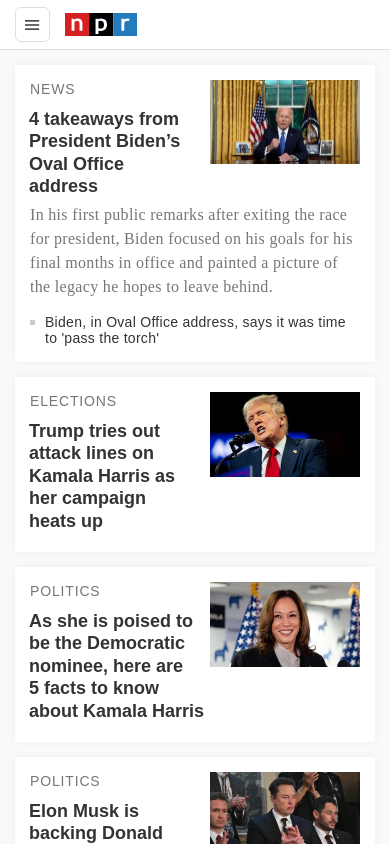 npr
NEWS
4 takeaways from
President Biden’s
Oval Office
address
In his first public remarks after exiting the race
for president, Biden focused on his goals for his
final months in office and painted a picture of
the legacy he hopes to leave behind.
Biden, in Oval Office address, says it was time
to 'pass the torch'
ELECTIONS
Trump tries out
attack lines on
Kamala Harris as
her campaign
heats up
POLITICS
As she is poised to
be the Democratic
nominee, here are
5 facts to know
about Kamala Harris
POLITICS
Elon Musk is
backing Donald